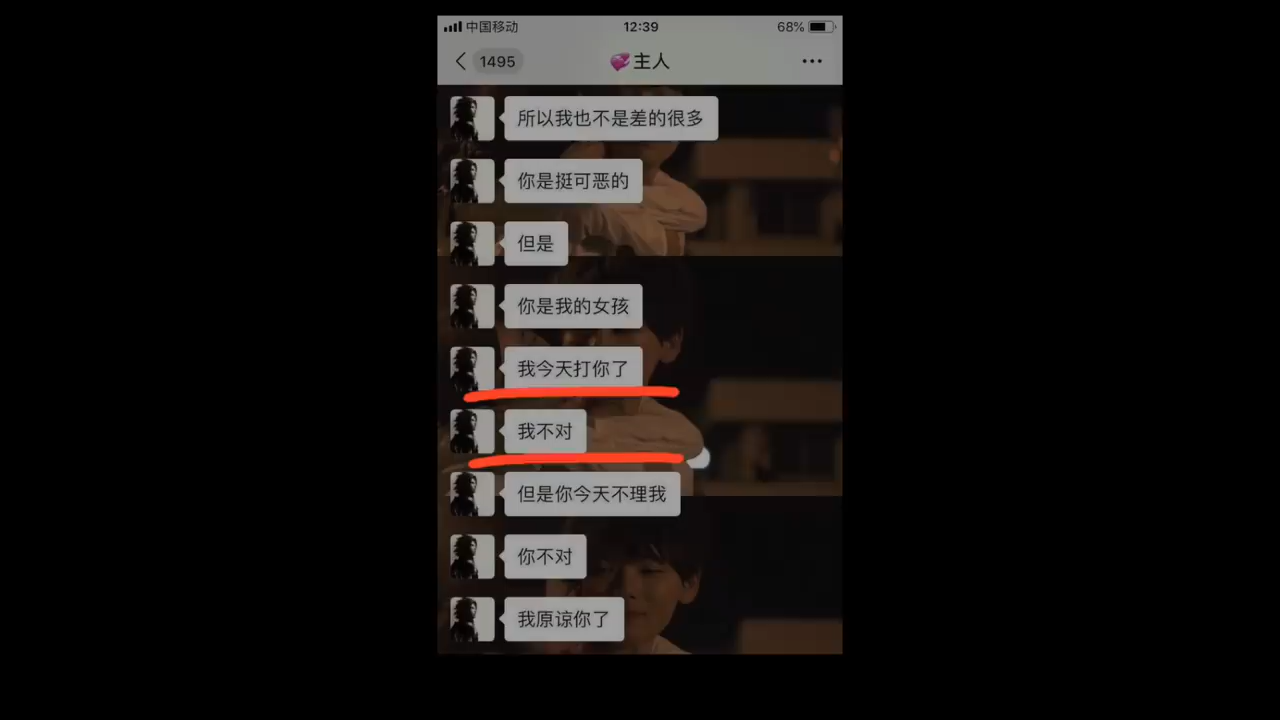 中国移动 12:39 68%
1495 主人
所以我也不是差的很多
你是挺可恶的
但是
你是我的女孩
我今天打你了
我不对
但是你今天不理我
你不对
我原谅你了